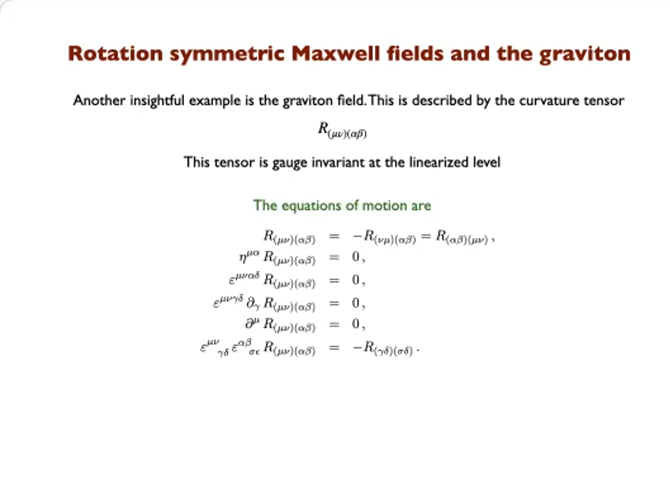 Rotation symmetric Maxwell fields and the graviton
Another insightful example is the graviton field. This is described by the curvature tensor
R_{(μν)(αβ)}
This tensor is gauge invariant at the linearized level
The equations of motion are
R_{(μν)(αβ)} = −R_{(νμ)(αβ)} = R_{(αβ)(μν)} ,
η^{μα} R_{(μν)(αβ)} = 0 ,
ε^{μναδ} R_{(μν)(αβ)} = 0 ,
ε^{μνγδ} ∂_γ R_{(μν)(αβ)} = 0 ,
∂^μ R_{(μν)(αβ)} = 0 ,
ε^{μν}_{γδ} ε^{αβ}_{σε} R_{(μν)(αβ)} = −R_{(γδ)(σδ)} .